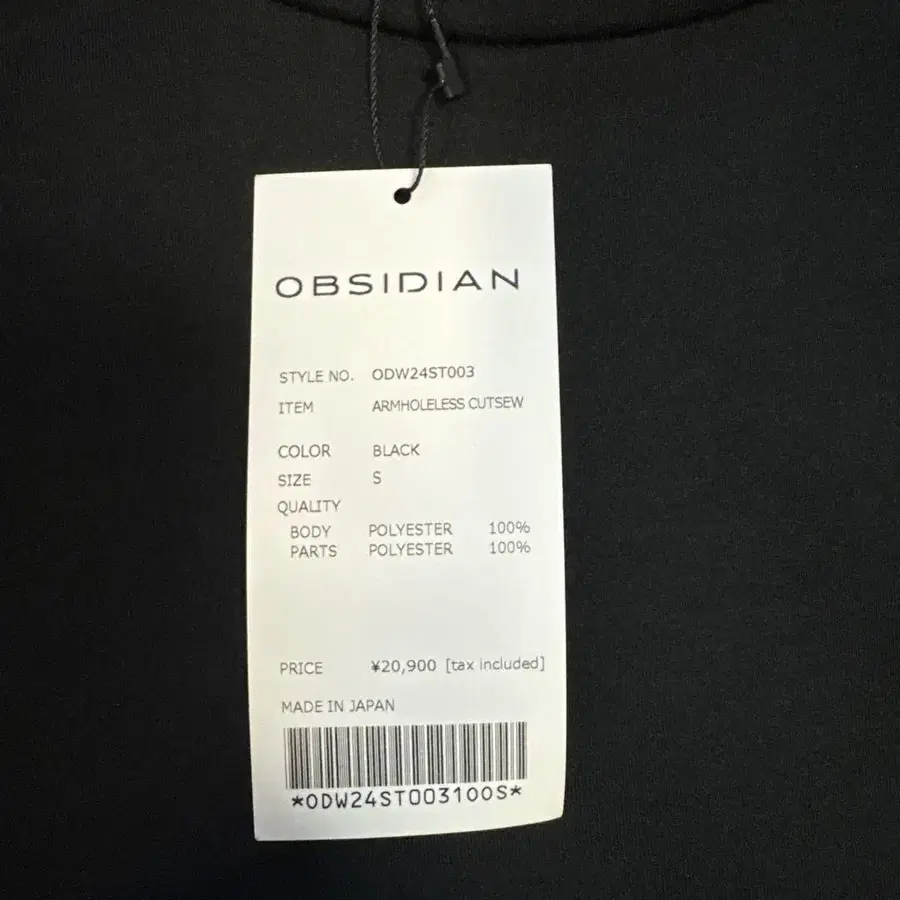 OBSIDIAN
STYLE NO. ODW24ST003
ITEM ARMHOLELESS CUTSEW
COLOR BLACK
SIZE S
QUALITY
BODY POLYESTER 100%
PARTS POLYESTER 100%
PRICE ¥20,900 [tax included]
MADE IN JAPAN
*ODW24ST003100S*